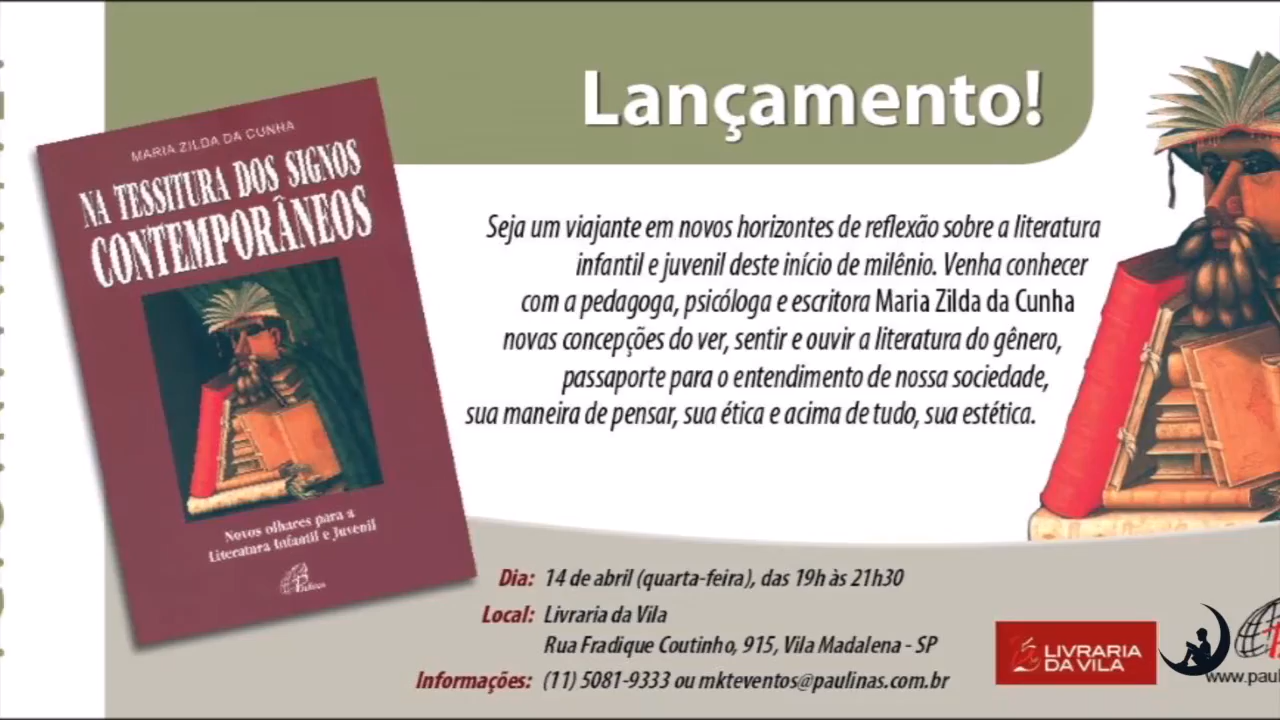 Lançamento!
MARIA ZILDA DA CUNHA
NA TESSITURA DOS SIGNOS
CONTEMPORÂNEOS
Novos olhares para a
Literatura Infantil e Juvenil
Paulinas
Seja um viajante em novos horizontes de reflexão sobre a literatura
infantil e juvenil deste início de milênio. Venha conhecer
com a pedagoga, psicóloga e escritora Maria Zilda da Cunha
novas concepções do ver, sentir e ouvir a literatura do gênero,
passaporte para o entendimento de nossa sociedade,
sua maneira de pensar, sua ética e acima de tudo, sua estética.
Dia: 14 de abril (quarta-feira), das 19h às 21h30
Local: Livraria da Vila
Rua Fradique Coutinho, 915, Vila Madalena - SP
Informações: (11) 5081-9333 ou mkteventos@paulinas.com.br
LIVRARIA
DA VILA
www.paul